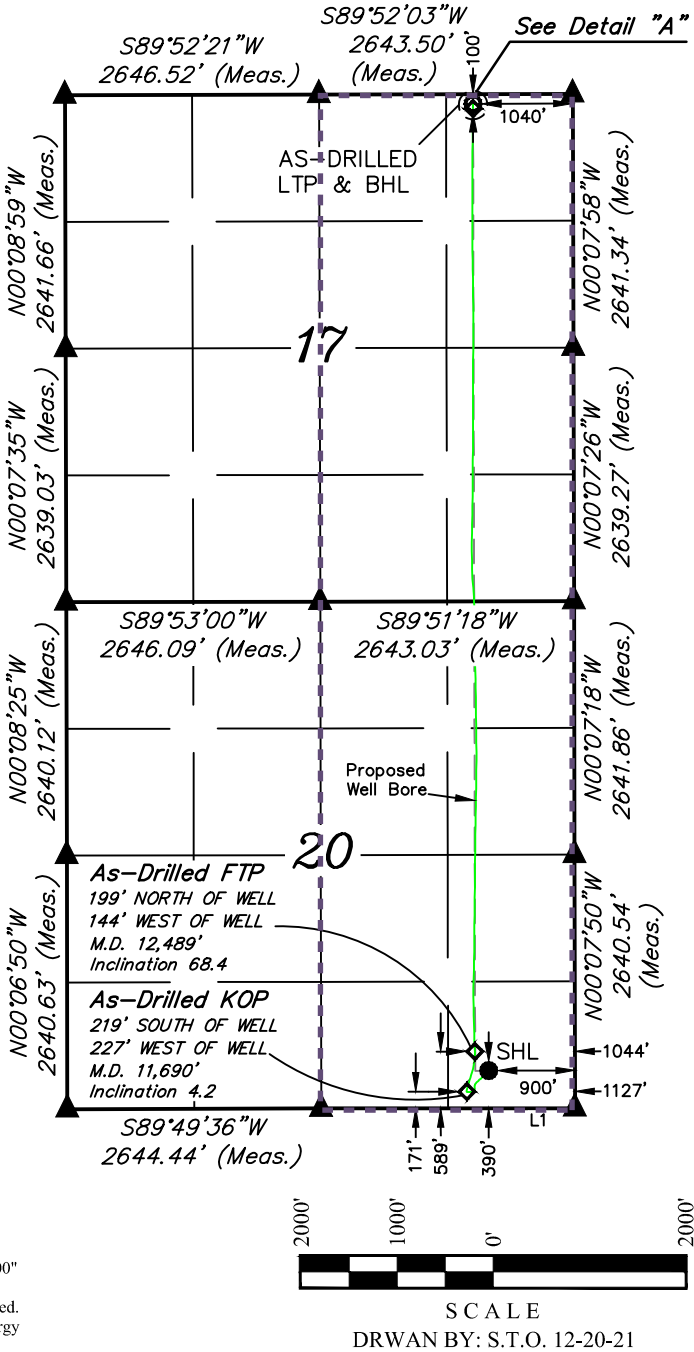 S89°52'03"W
2643.50'
(Meas.)
See Detail "A"
S89°52'21"W
2646.52' (Meas.)
100'
1040'
AS-DRILLED
LTP & BHL
N00°08'59"W
2641.66' (Meas.)
N00°07'58"W
2641.34' (Meas.)
17
N00°07'35"W
2639.03' (Meas.)
N00°07'26"W
2639.27' (Meas.)
S89°53'00"W
2646.09' (Meas.)
S89°51'18"W
2643.03' (Meas.)
N00°08'25"W
2640.12' (Meas.)
N00°07'18"W
2641.86' (Meas.)
Proposed
Well Bore
20
As-Drilled FTP
199' NORTH OF WELL
144' WEST OF WELL
M.D. 12,489'
Inclination 68.4
As-Drilled KOP
219' SOUTH OF WELL
227' WEST OF WELL
M.D. 11,690'
Inclination 4.2
N00°06'50"W
2640.63' (Meas.)
N00°07'50"W
2640.54'
(Meas.)
SHL
1044'
900'
1127'
L1
S89°49'36"W
2644.44' (Meas.)
171'
589'
390'
2000'
1000'
0'
2000'
00"
ed.
rgy
SCALE
DRWAN BY: S.T.O. 12-20-21